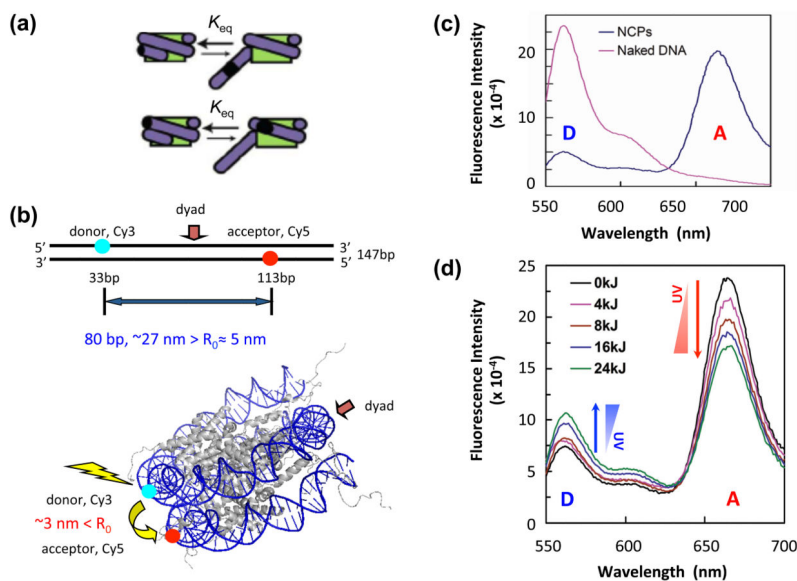 (a)
Keq
Keq
(b)
dyad
donor, Cy3
acceptor, Cy5
5’
3’
3’
5’
147bp
33bp
113bp
80 bp, ~27 nm > R0≈ 5 nm
dyad
donor, Cy3
~3 nm < R0
acceptor, Cy5
(c)
Fluorescence Intensity
(x 10-4)
20
10
0
NCPs
Naked DNA
D
A
550
600
650
700
Wavelength (nm)
(d)
Fluorescence Intensity
(x 10-4)
25
20
15
10
5
0
0kJ
4kJ
8kJ
16kJ
24kJ
UV
UV
D
A
550
600
650
700
Wavelength (nm)